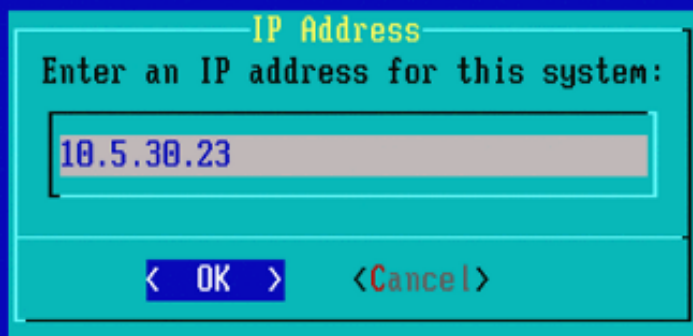 IP Address
Enter an IP address for this system:
10.5.30.23
< OK > <Cancel>